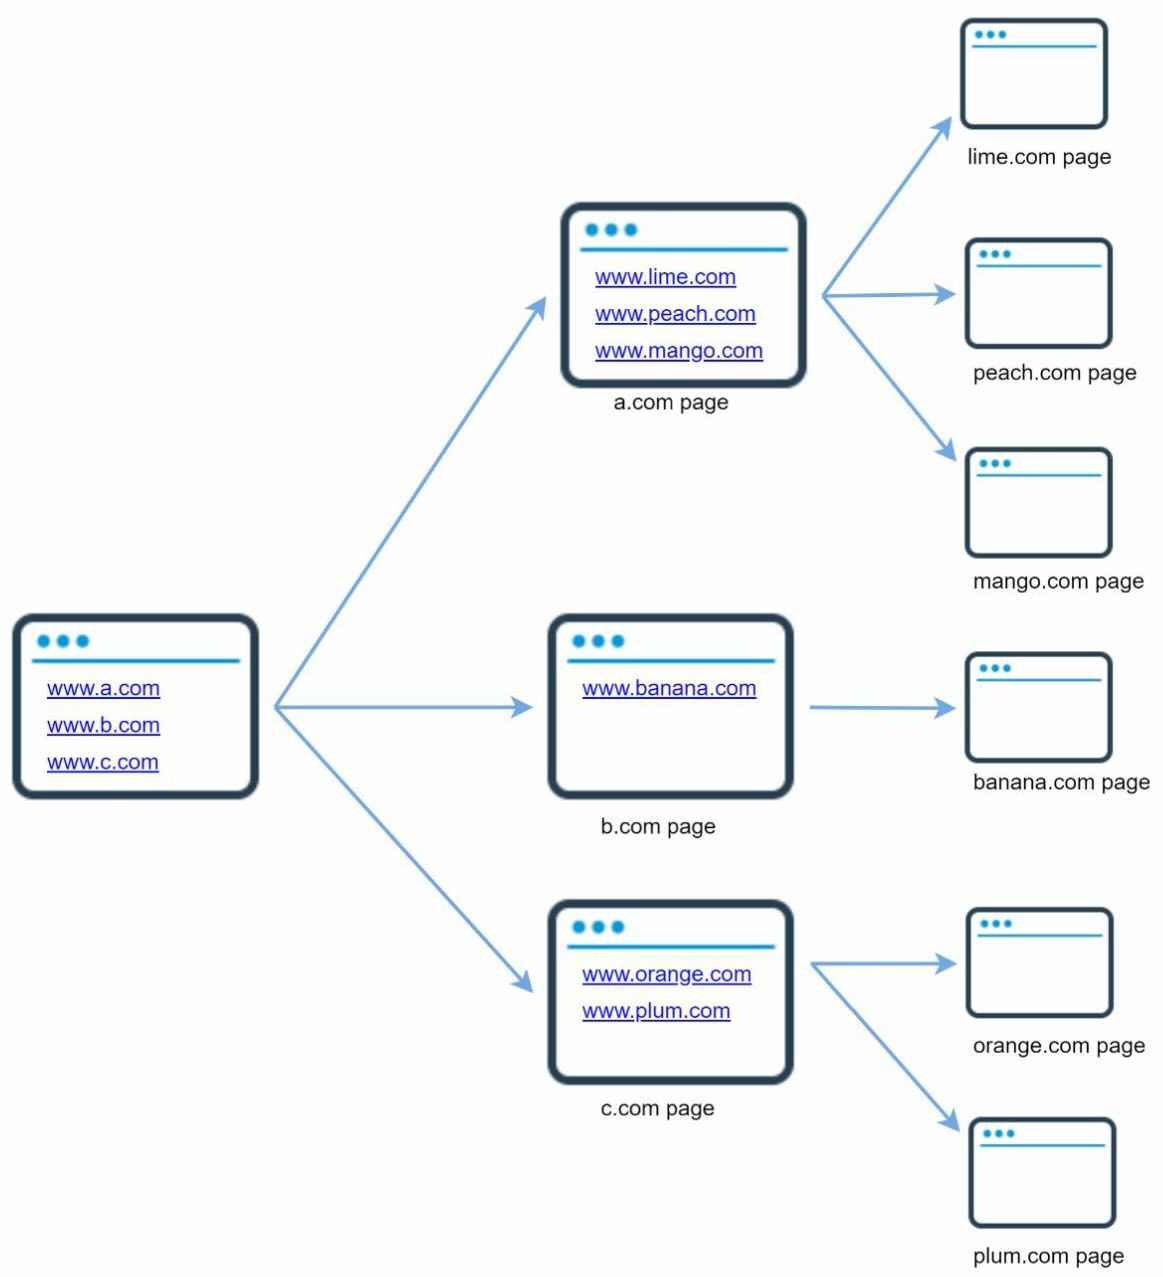 www.a.com
www.b.com
www.c.com
www.lime.com
www.peach.com
www.mango.com
a.com page
www.banana.com
b.com page
www.orange.com
www.plum.com
c.com page
lime.com page
peach.com page
mango.com page
banana.com page
orange.com page
plum.com page